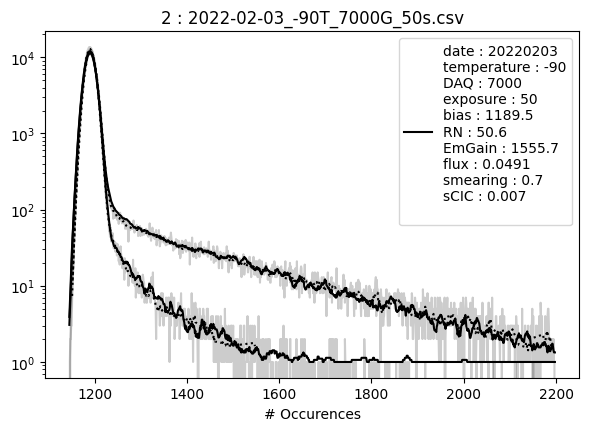 2 : 2022-02-03_-90T_7000G_50s.csv
date : 20220203
temperature : -90
DAQ : 7000
exposure : 50
bias : 1189.5
RN : 50.6
EmGain : 1555.7
flux : 0.0491
smearing : 0.7
sCIC : 0.007
10⁴
10³
10²
10¹
10⁰
1200 1400 1600 1800 2000 2200
# Occurences